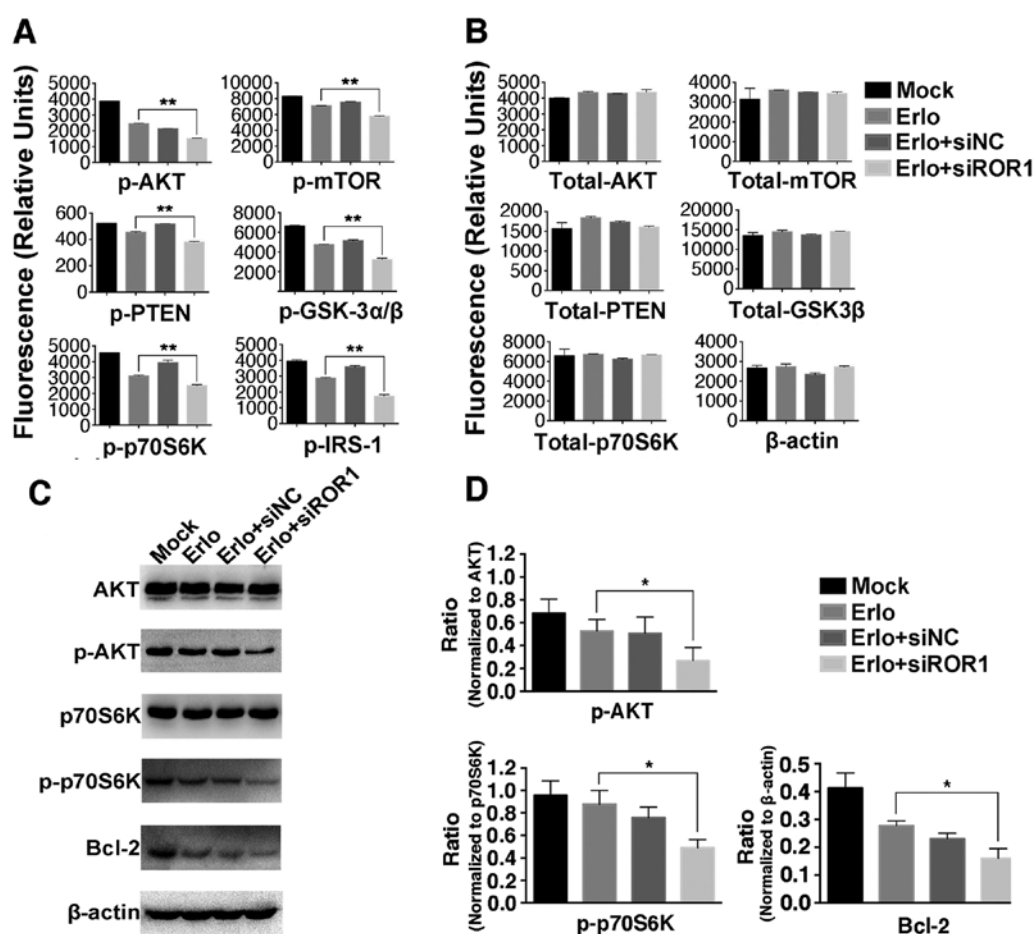 A
Fluorescence (Relative Units)
5000
4000
3000
2000
1000
0
**
p-AKT
10000
8000
6000
4000
2000
0
**
p-mTOR
600
400
200
0
**
p-PTEN
8000
6000
4000
2000
0
**
p-GSK-3α/β
5000
4000
3000
2000
1000
0
**
p-p70S6K
5000
4000
3000
2000
1000
0
**
p-IRS-1
B
Fluorescence (Relative Units)
5000
4000
3000
2000
1000
0
Total-AKT
4000
3000
2000
1000
0
Total-mTOR
2000
1500
1000
500
0
Total-PTEN
20000
15000
10000
5000
0
Total-GSK3β
8000
6000
4000
2000
0
Total-p70S6K
4000
3000
2000
1000
0
β-actin
Mock
Erlo
Erlo+siNC
Erlo+siROR1
C
Mock
Erlo
Erlo+siNC
Erlo+siROR1
AKT
p-AKT
p70S6K
p-p70S6K
Bcl-2
β-actin
D
Ratio
(Normalized to AKT)
1.2
1.0
0.8
0.6
0.4
0.2
0.0
*
p-AKT
Mock
Erlo
Erlo+siNC
Erlo+siROR1
Ratio
(Normalized to p70S6K)
1.2
1.0
0.8
0.6
0.4
0.2
0.0
*
p-p70S6K
Ratio
(Normalized to β-actin)
0.5
0.4
0.3
0.2
0.1
0.0
*
Bcl-2